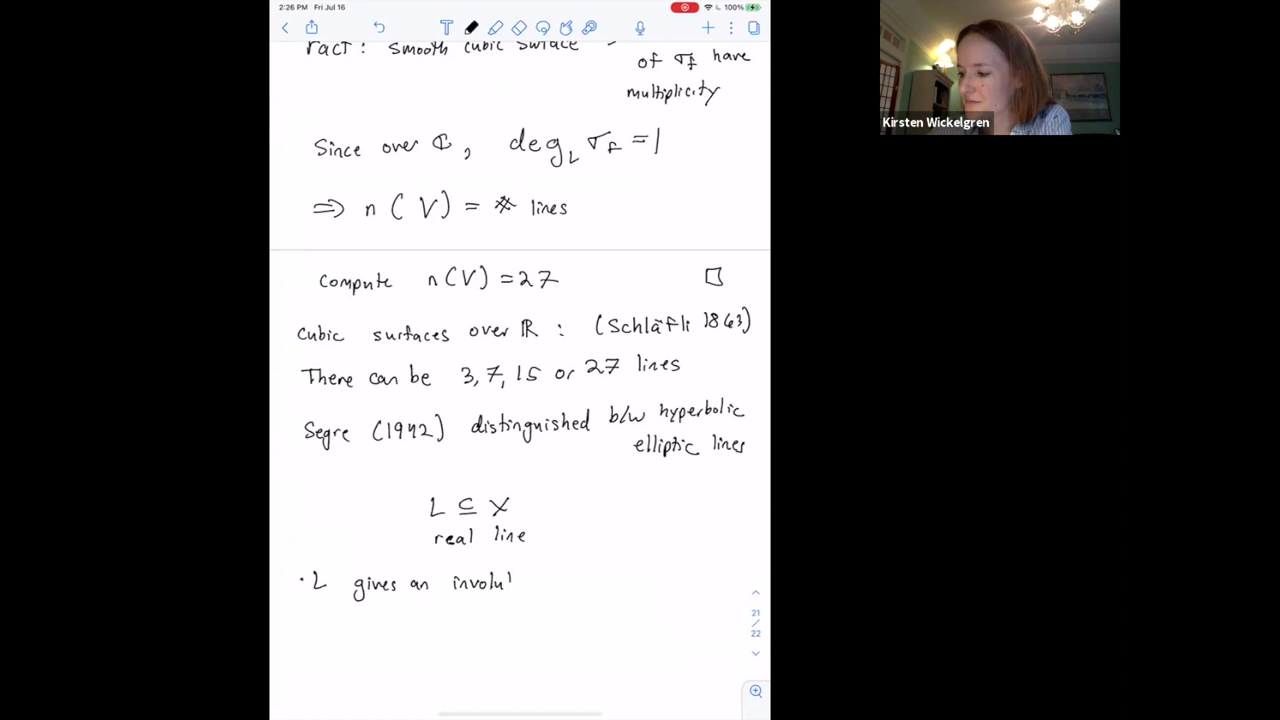 2:26 PM Fri Jul 16
100%
Fact: smooth cubic surface
of σ_f have
multiplicity
Since over ℂ, deg_L σ_f = 1
⟹ n(V) = # lines
Compute n(V) = 27 □
Cubic surfaces over ℝ: (Schläfli 1863)
There can be 3, 7, 15 or 27 lines
Segre (1942) distinguished b/w hyperbolic
elliptic lines
L ⊆ X
real line
· L gives an involu
21
/
22
Kirsten Wickelgren